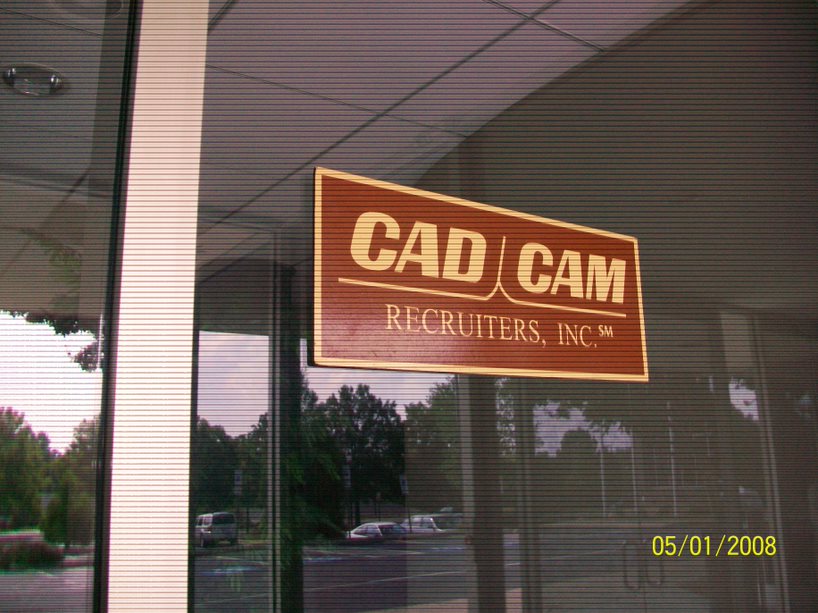 CAD CAM
RECRUITERS, INC.℠
05/01/2008